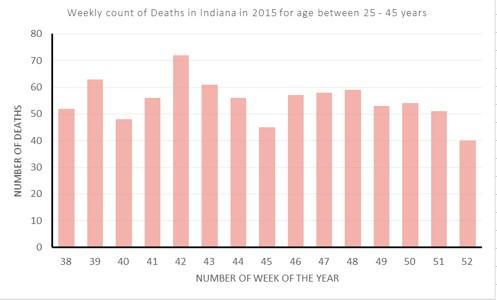 Weekly count of Deaths in Indiana in 2015 for age between 25 - 45 years
80
70
60
50
40
30
20
10
0
NUMBER OF DEATHS
38 39 40 41 42 43 44 45 46 47 48 49 50 51 52
NUMBER OF WEEK OF THE YEAR